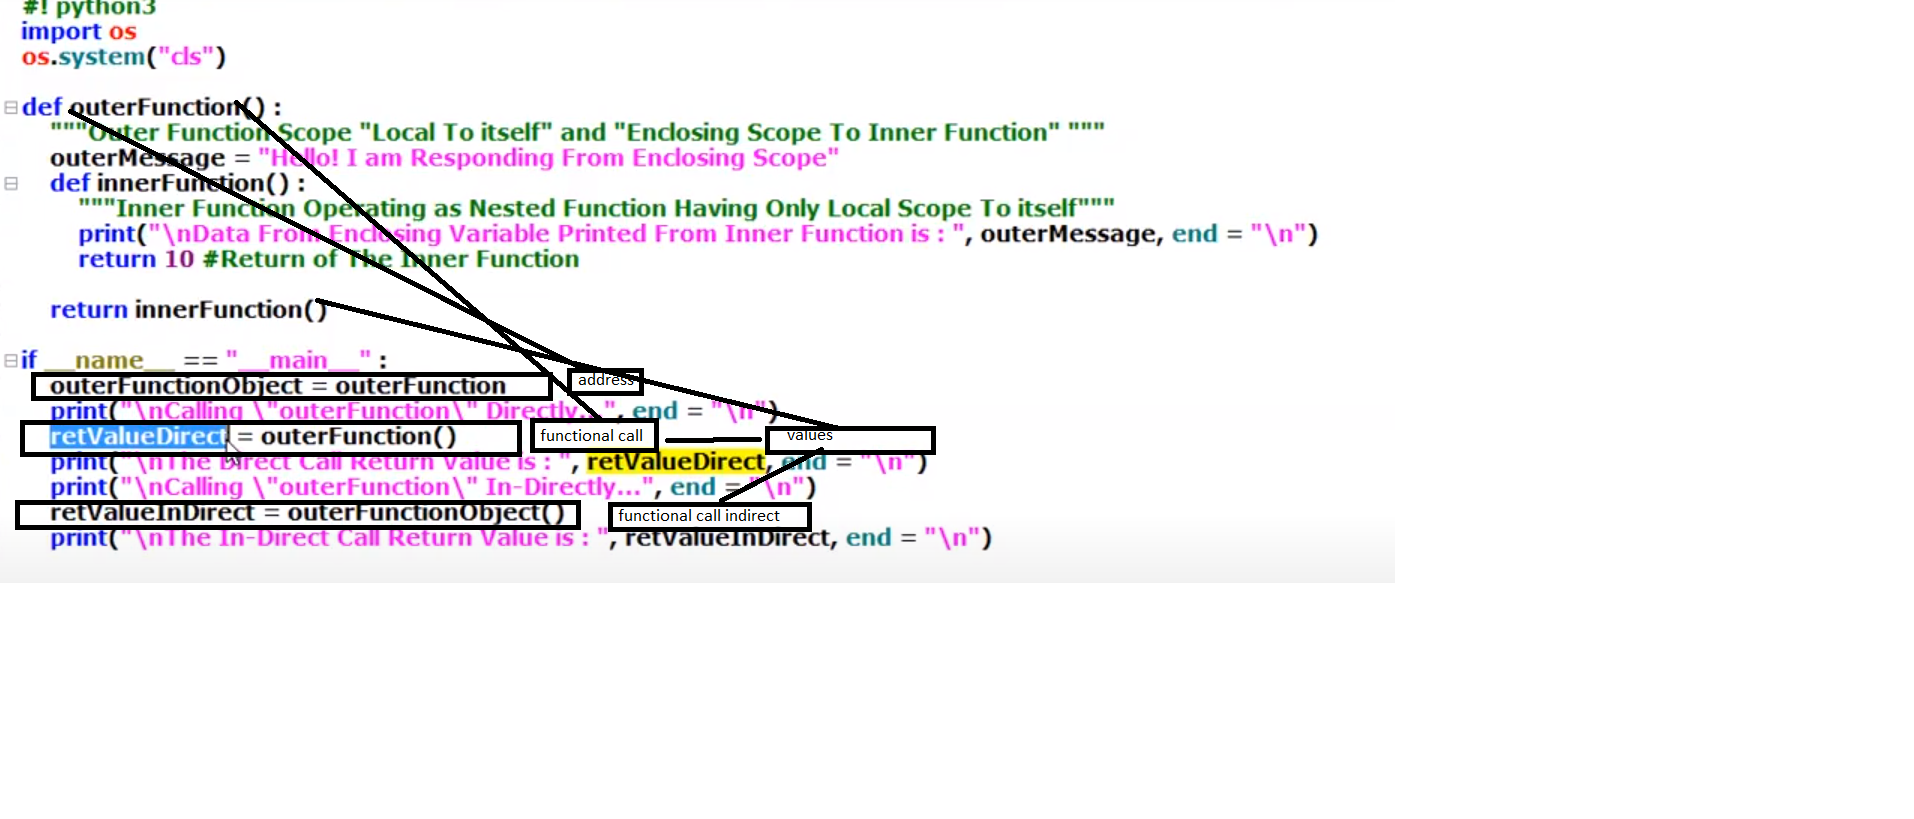 #! python3
import os
os.system("cls")
def outerFunction() :
"""Outer Function Scope "Local To itself" and "Enclosing Scope To Inner Function" """
outerMessage = "Hello! I am Responding From Enclosing Scope"
def innerFunction() :
"""Inner Function Operating as Nested Function Having Only Local Scope To itself"""
print("\nData From Enclosing Variable Printed From Inner Function is : ", outerMessage, end = "\n")
return 10 #Return of The Inner Function
return innerFunction()
if __name__ == "__main__" :
outerFunctionObject = outerFunction address
print("\nCalling \"outerFunction\" Directly...", end = "\n")
retValueDirect = outerFunction() functional call values
print("\nThe Direct Call Return Value is : ", retValueDirect, end = "\n")
print("\nCalling \"outerFunction\" In-Directly...", end = "\n")
retValueInDirect = outerFunctionObject() functional call indirect
print("\nThe In-Direct Call Return Value is : ", retValueInDirect, end = "\n")